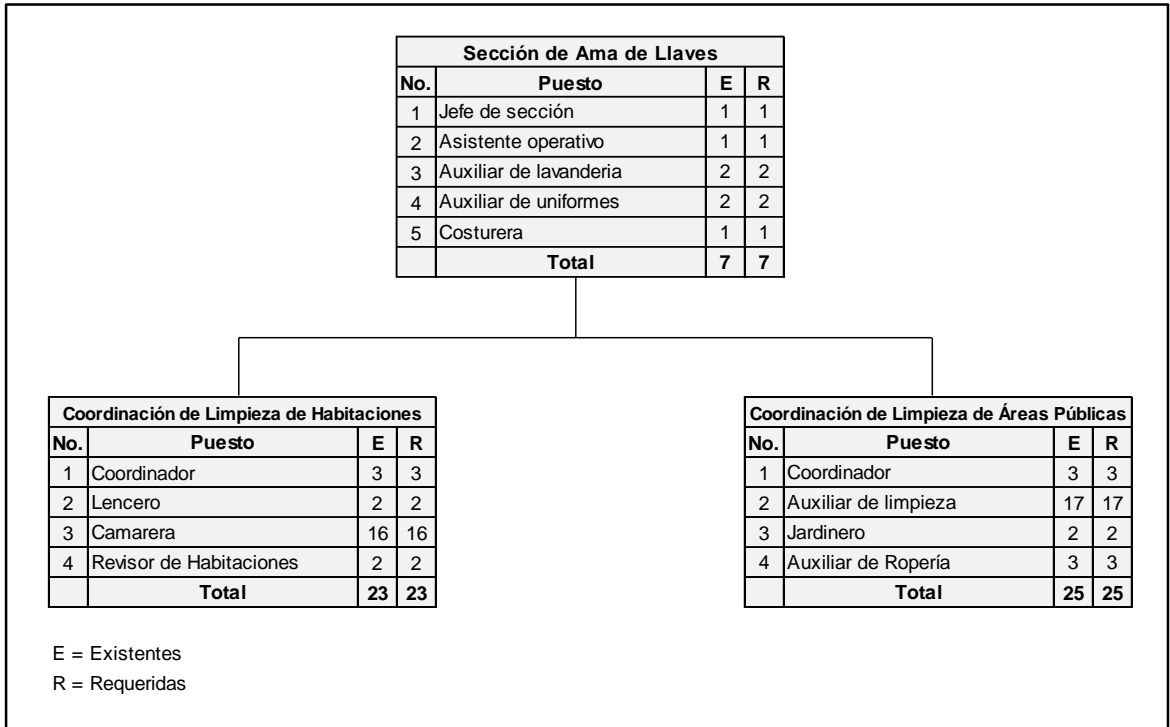 Sección de Ama de Llaves
No. Puesto E R
1 Jefe de sección 1 1
2 Asistente operativo 1 1
3 Auxiliar de lavanderia 2 2
4 Auxiliar de uniformes 2 2
5 Costurera 1 1
Total 7 7
Coordinación de Limpieza de Habitaciones
No. Puesto E R
1 Coordinador 3 3
2 Lencero 2 2
3 Camarera 16 16
4 Revisor de Habitaciones 2 2
Total 23 23
Coordinación de Limpieza de Áreas Públicas
No. Puesto E R
1 Coordinador 3 3
2 Auxiliar de limpieza 17 17
3 Jardinero 2 2
4 Auxiliar de Ropería 3 3
Total 25 25
E = Existentes
R = Requeridas